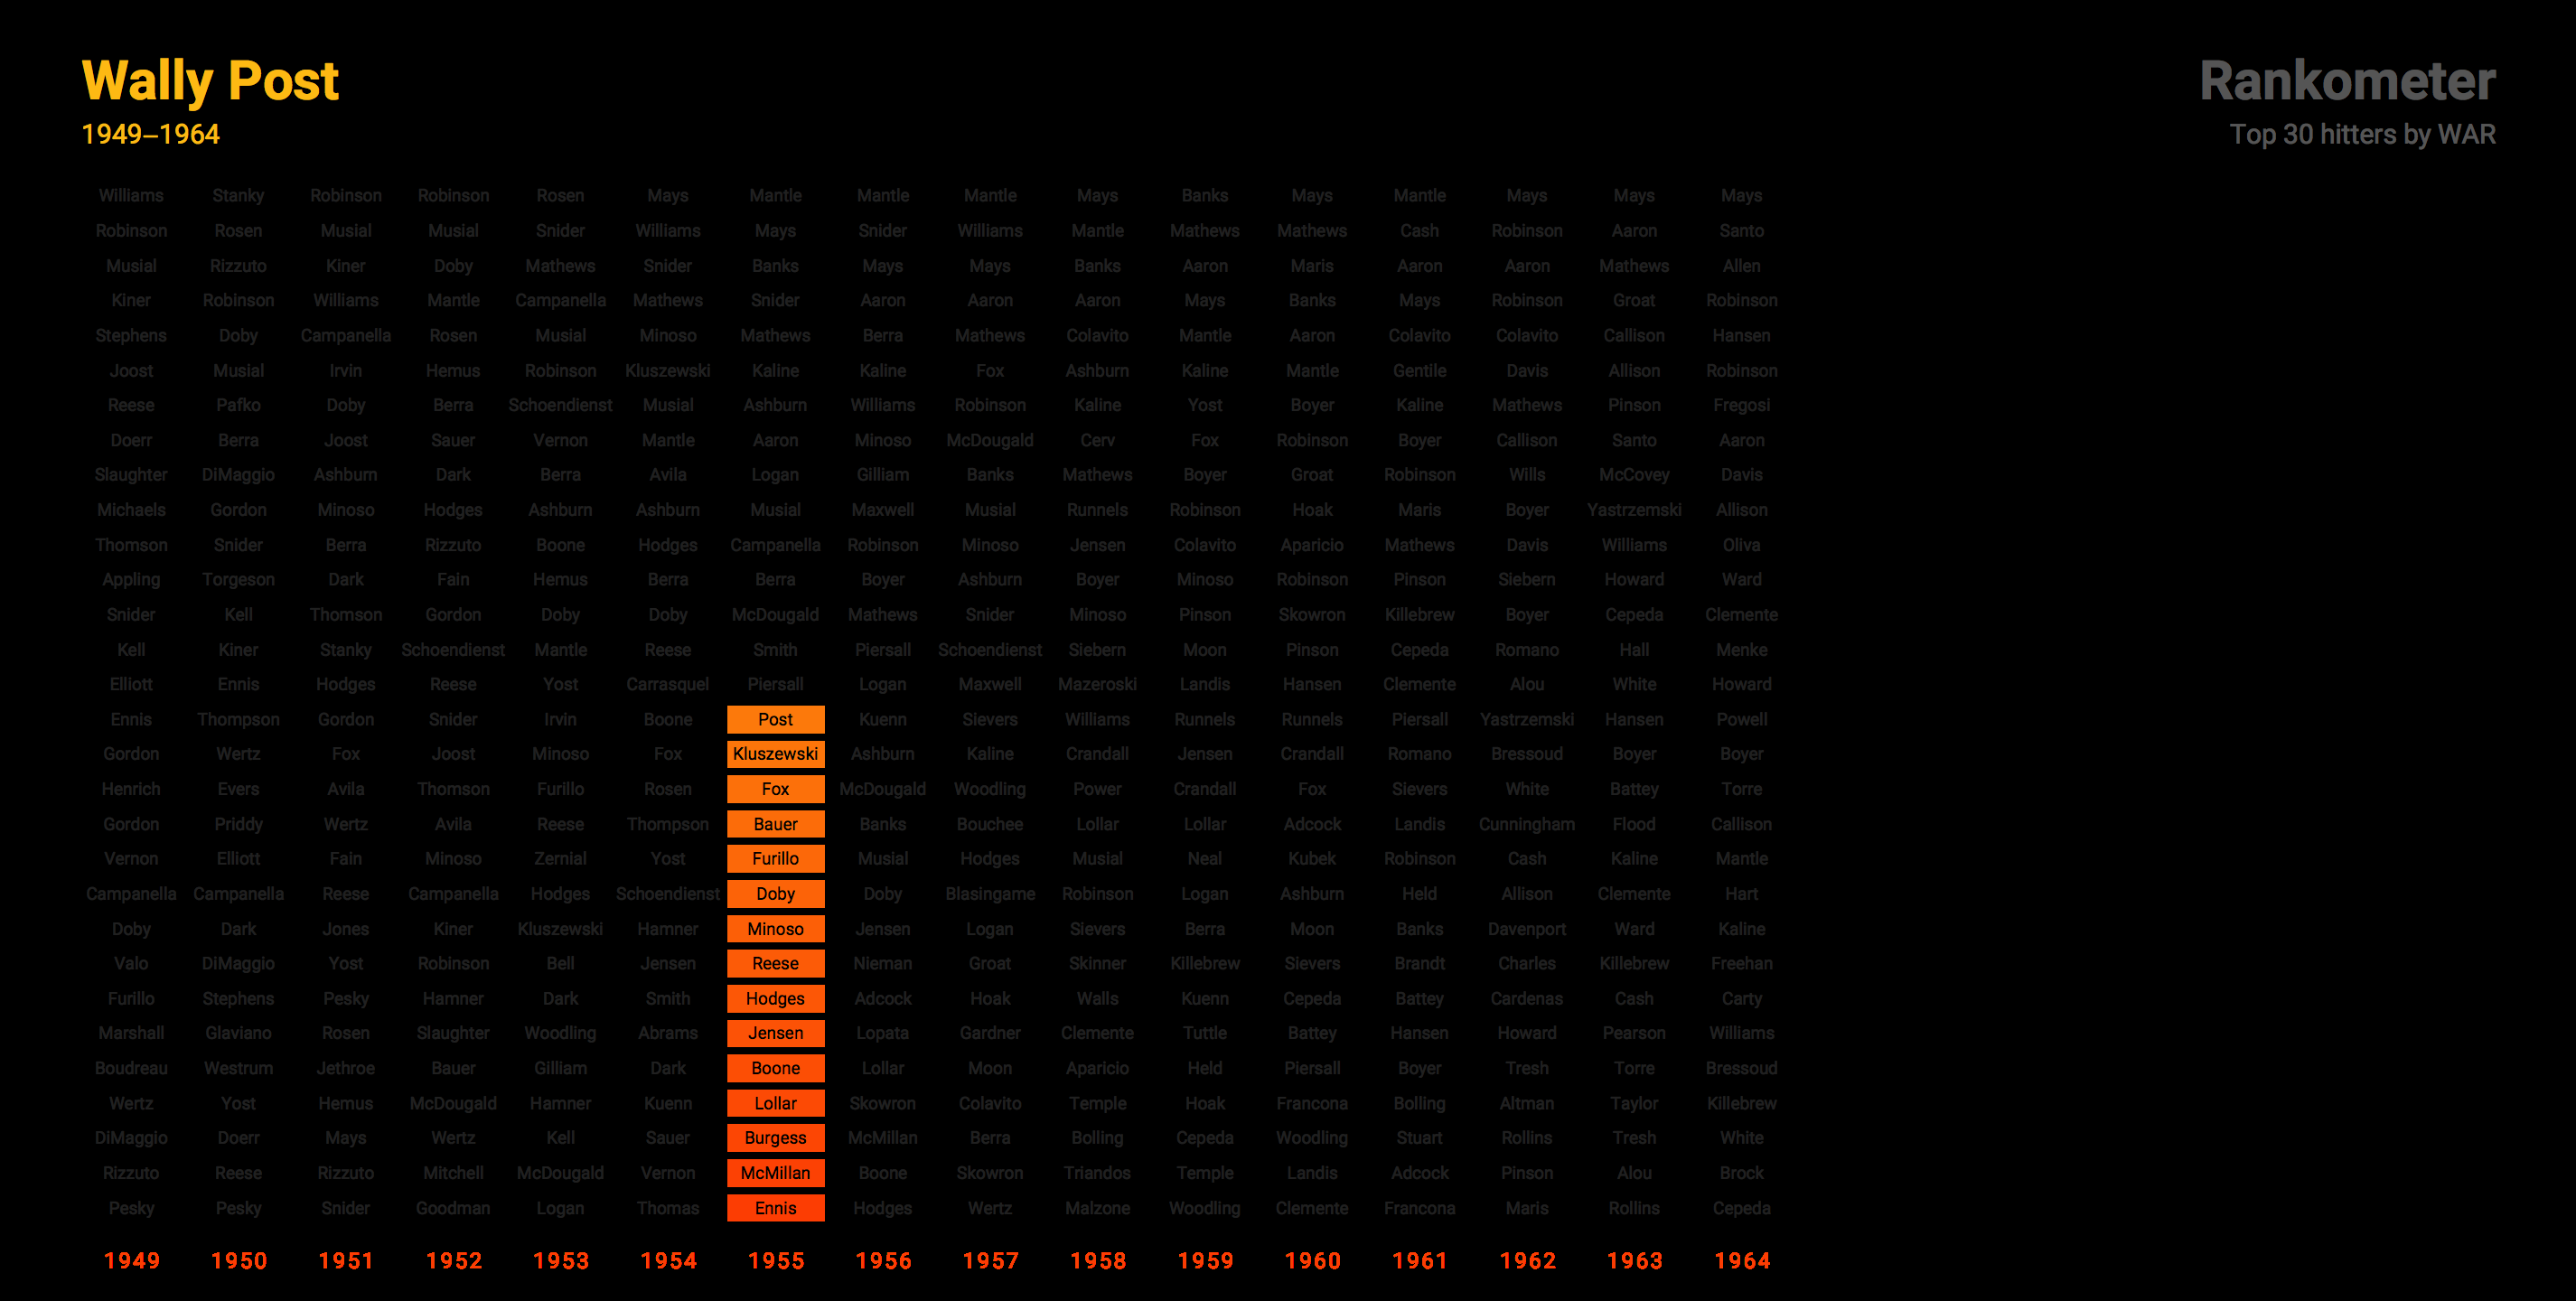 Wally Post
1949–1964
Rankometer
Top 30 hitters by WAR
Williams Stanky Robinson Robinson Rosen Mays Mantle Mantle Mantle Mays Banks Mays Mantle Mays Mays Mays
Robinson Rosen Musial Musial Snider Williams Mays Snider Williams Mantle Mathews Mathews Cash Robinson Aaron Santo
Musial Rizzuto Kiner Doby Mathews Snider Banks Mays Mays Banks Aaron Maris Aaron Aaron Mathews Allen
Kiner Robinson Williams Mantle Campanella Mathews Snider Aaron Aaron Aaron Mays Banks Mays Robinson Groat Robinson
Stephens Doby Campanella Rosen Musial Minoso Mathews Berra Mathews Colavito Mantle Aaron Colavito Colavito Callison Hansen
Joost Musial Irvin Hemus Robinson Kluszewski Kaline Kaline Fox Ashburn Kaline Mantle Gentile Davis Allison Robinson
Reese Pafko Doby Berra Schoendienst Musial Ashburn Williams Robinson Kaline Yost Boyer Kaline Mathews Pinson Fregosi
Doerr Berra Joost Sauer Vernon Mantle Aaron Minoso McDougald Cerv Fox Robinson Boyer Callison Santo Aaron
Slaughter DiMaggio Ashburn Dark Berra Avila Logan Gilliam Banks Mathews Boyer Groat Robinson Wills McCovey Davis
Michaels Gordon Minoso Hodges Ashburn Ashburn Musial Maxwell Musial Runnels Robinson Hoak Maris Boyer Yastrzemski Allison
Thomson Snider Berra Rizzuto Boone Hodges Campanella Robinson Minoso Jensen Colavito Aparicio Mathews Davis Williams Oliva
Appling Torgeson Dark Fain Hemus Berra Berra Boyer Ashburn Boyer Minoso Robinson Pinson Siebern Howard Ward
Snider Kell Thomson Gordon Doby Doby McDougald Mathews Snider Minoso Pinson Skowron Killebrew Boyer Cepeda Clemente
Kell Kiner Stanky Schoendienst Mantle Reese Smith Piersall Schoendienst Siebern Moon Pinson Cepeda Romano Hall Menke
Elliott Ennis Hodges Reese Yost Carrasquel Piersall Logan Maxwell Mazeroski Landis Hansen Clemente Alou White Howard
Ennis Thompson Gordon Snider Irvin Boone Post Kuenn Sievers Williams Runnels Runnels Piersall Yastrzemski Hansen Powell
Gordon Wertz Fox Joost Minoso Fox Kluszewski Ashburn Kaline Crandall Jensen Crandall Romano Bressoud Boyer Boyer
Henrich Evers Avila Thomson Furillo Rosen Fox McDougald Woodling Power Crandall Fox Sievers White Battey Torre
Gordon Priddy Wertz Avila Reese Thompson Bauer Banks Bouchee Lollar Lollar Adcock Landis Cunningham Flood Callison
Vernon Elliott Fain Minoso Zernial Yost Furillo Musial Hodges Musial Neal Kubek Robinson Cash Kaline Mantle
Campanella Campanella Reese Campanella Hodges Schoendienst Doby Doby Blasingame Robinson Logan Ashburn Held Allison Clemente Hart
Doby Dark Jones Kiner Kluszewski Hamner Minoso Jensen Logan Sievers Berra Moon Banks Davenport Ward Kaline
Valo DiMaggio Yost Robinson Bell Jensen Reese Nieman Groat Skinner Killebrew Sievers Brandt Charles Killebrew Freehan
Furillo Stephens Pesky Hamner Dark Smith Hodges Adcock Hoak Walls Kuenn Cepeda Battey Cardenas Cash Carty
Marshall Glaviano Rosen Slaughter Woodling Abrams Jensen Lopata Gardner Clemente Tuttle Battey Hansen Howard Pearson Williams
Boudreau Westrum Jethroe Bauer Gilliam Dark Boone Lollar Moon Aparicio Held Piersall Boyer Tresh Torre Bressoud
Wertz Yost Hemus McDougald Hamner Kuenn Lollar Skowron Colavito Temple Hoak Francona Bolling Altman Taylor Killebrew
DiMaggio Doerr Mays Wertz Kell Sauer Burgess McMillan Berra Bolling Cepeda Woodling Stuart Rollins Tresh White
Rizzuto Reese Rizzuto Mitchell McDougald Vernon McMillan Boone Skowron Triandos Temple Landis Adcock Pinson Alou Brock
Pesky Pesky Snider Goodman Logan Thomas Ennis Hodges Wertz Malzone Woodling Clemente Francona Maris Rollins Cepeda
1949 1950 1951 1952 1953 1954 1955 1956 1957 1958 1959 1960 1961 1962 1963 1964